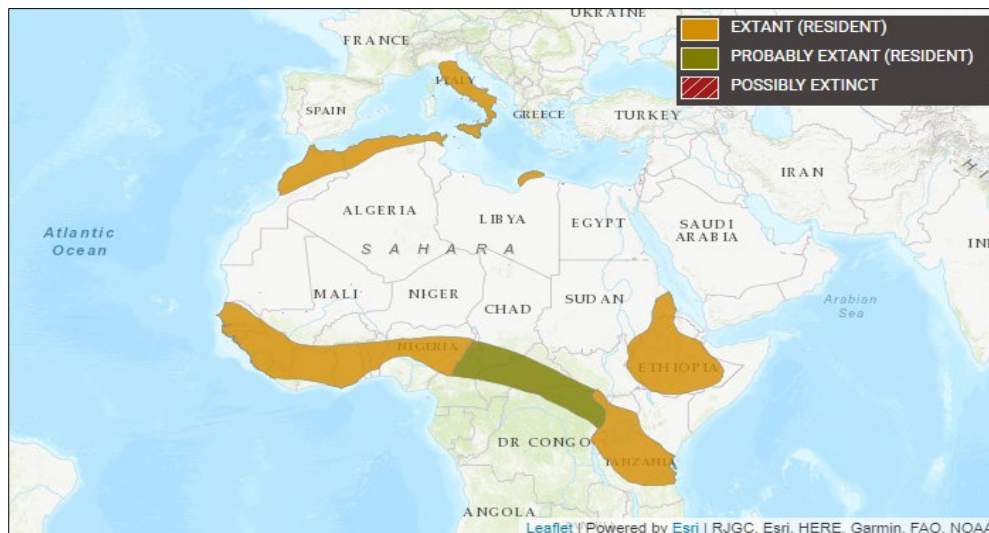 UKRAINE
EXTANT (RESIDENT)
PROBABLY EXTANT (RESIDENT)
POSSIBLY EXTINCT
FRANCE
ITALY
SPAIN
GREECE
TURKEY
IRAN
ALGERIA
LIBYA
EGYPT
SAUDI
ARABIA
Atlantic
Ocean
SAHARA
MALI
NIGER
CHAD
SUDAN
Arabian
Sea
NIGERIA
ETHIOPIA
DR CONGO
TANZANIA
ANGOLA
Leaflet | Powered by Esri | RJGC, Esri, HERE, Garmin, FAO, NOAA